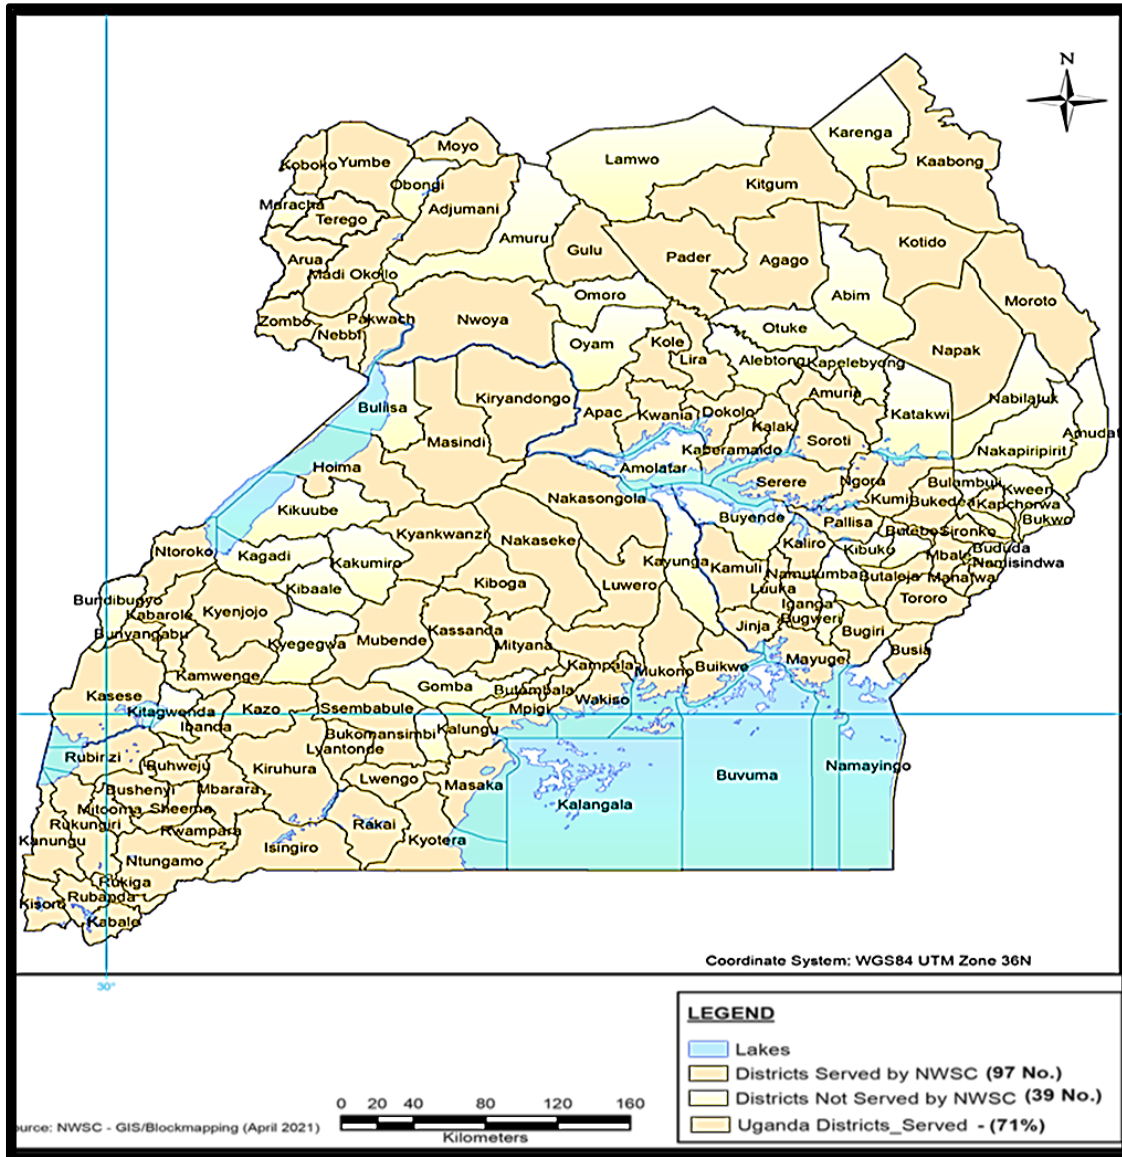 N
Karenga
Kaabong
Lamwo
Kitgum
Moyo
Koboko
Yumbe
Obongi
Maracha
Terego
Adjumani
Amuru
Gulu
Pader
Agago
Kotido
Arua
Madi Okollo
Abim
Moroto
Omoro
Zombo
Nebbi
Pakwach
Nwoya
Otuke
Oyam
Kole
Lira
Napak
Alebtong
Kapelebyong
Kiryandongo
Amuria
Nabilatuk
Buliisa
Apac
Kwania
Dokolo
Katakwi
Masindi
Kalak
Soroti
Amudat
Kaberamaido
Nakapiripirit
Hoima
Amolatar
Serere
Ngora
Bulambuli
Kween
Nakasongola
Kumi
Bukedea
Kapchorwa
Kikuube
Buyende
Pallisa
Bukwo
Kyankwanzi
Nakaseke
Butebo
Sironko
Ntoroko
Kagadi
Kaliro
Kibuku
Mbale
Bududa
Kakumiro
Kayunga
Kamuli
Namutumba
Namisindwa
Kibaale
Kiboga
Luwero
Luuka
Butaleja
Manafwa
Bundibugyo
Kabarole
Kyenjojo
Iganga
Tororo
Bunyangabu
Kyegegwa
Mubende
Kassanda
Mityana
Jinja
Bugweri
Bugiri
Busia
Kamwenge
Kampala
Mukono
Buikwe
Mayuge
Kasese
Gomba
Butambala
Wakiso
Kitagwenda
Kazo
Ssembabule
Mpigi
Ibanda
Bukomansimbi
Kalungu
Rubirizi
Buhweju
Kiruhura
Lyantonde
Lwengo
Masaka
Buvuma
Namayingo
Bushenyi
Mbarara
Kalangala
Mitooma
Sheema
Rukungiri
Rwampara
Rakai
Kanungu
Isingiro
Kyotera
Ntungamo
Rukiga
Rubanda
Kisoro
Kabale
Coordinate System: WGS84 UTM Zone 36N
30°
LEGEND
Lakes
Districts Served by NWSC (97 No.)
Districts Not Served by NWSC (39 No.)
Uganda Districts_Served - (71%)
0 20 40 80 120 160
Kilometers
urce: NWSC - GIS/Blockmapping (April 2021)